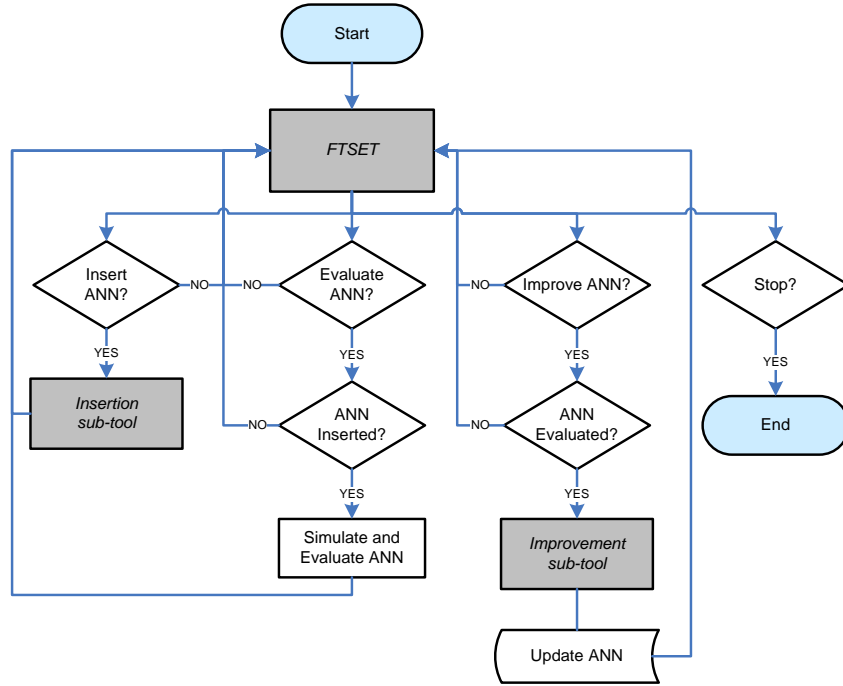 Start
FTSET
Insert
ANN?
NO
NO
Evaluate
ANN?
NO
Improve ANN?
Stop?
YES
YES
YES
YES
Insertion
sub-tool
NO
ANN
Inserted?
NO
ANN
Evaluated?
End
YES
YES
Simulate and
Evaluate ANN
Improvement
sub-tool
Update ANN